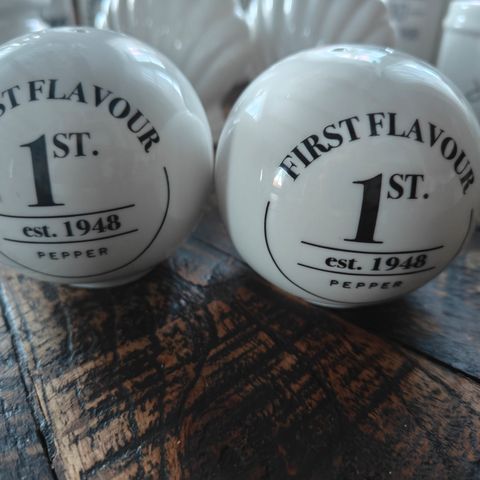 ST FLAVOUR
1ST.
est. 1948
PEPPER
FIRST FLAVOUR
1ST.
est. 1948
PEPPER